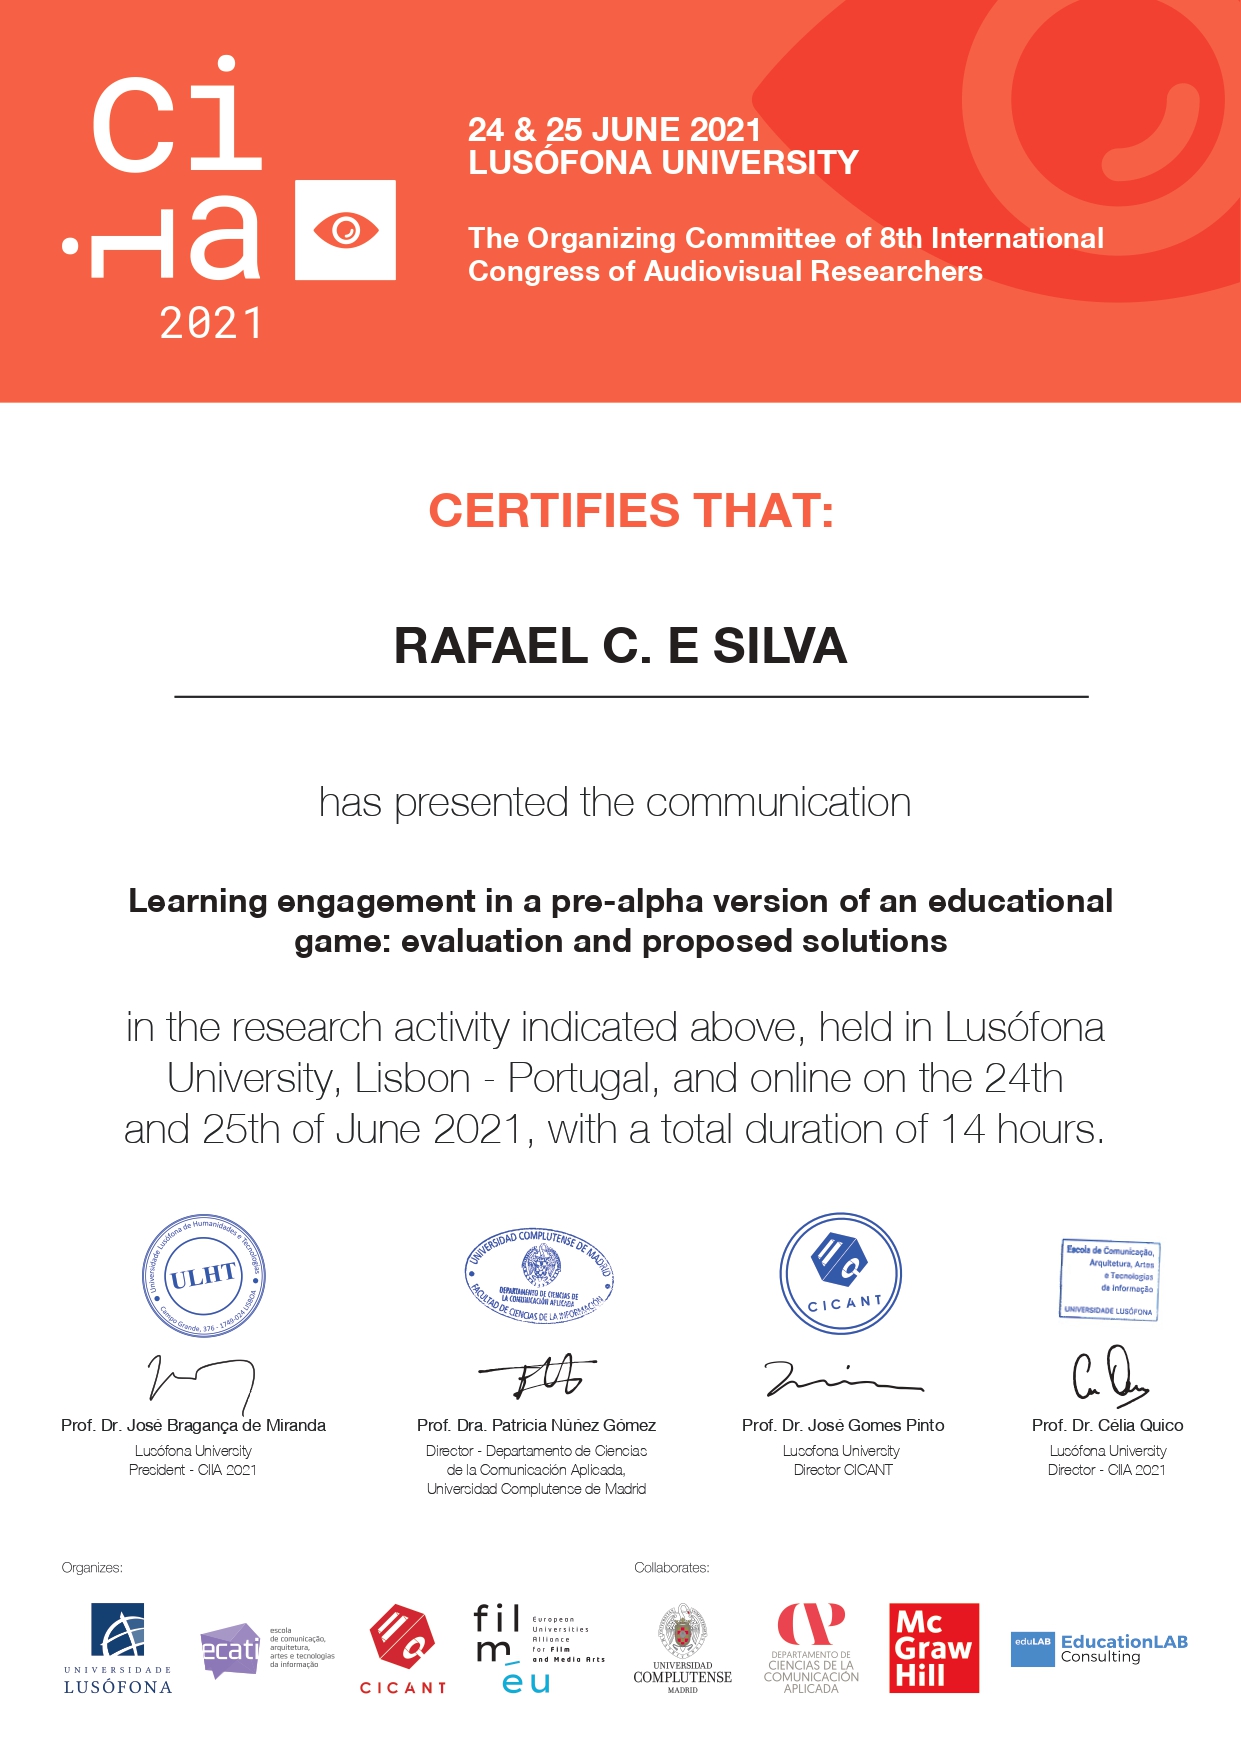 ciia
2021
24 & 25 JUNE 2021
LUSÓFONA UNIVERSITY
The Organizing Committee of 8th International
Congress of Audiovisual Researchers
CERTIFIES THAT:
RAFAEL C. E SILVA
has presented the communication
Learning engagement in a pre-alpha version of an educational
game: evaluation and proposed solutions
in the research activity indicated above, held in Lusófona
University, Lisbon - Portugal, and online on the 24th
and 25th of June 2021, with a total duration of 14 hours.
Universidade Lusófona de Humanidades e Tecnologias
ULHT
Campo Grande, 376 - 1749-024 LISBOA
UNIVERSIDAD COMPLUTENSE DE MADRID
DEPARTAMENTO DE CIENCIAS DE
LA COMUNICACIÓN APLICADA
FACULTAD DE CIENCIAS DE LA INFORMACIÓN
CICANT
Escola de Comunicação,
Arquitetura, Artes
e Tecnologias
da informação
UNIVERSIDADE LUSÓFONA
Prof. Dr. José Bragança de Miranda
Lusófona University
President - CIIA 2021
Prof. Dra. Patricia Núñez Gómez
Director - Departamento de Ciencias
de la Comunicación Aplicada,
Universidad Complutense de Madrid
Prof. Dr. José Gomes Pinto
Lusofona University
Director CICANT
Prof. Dr. Célia Quico
Lusófona University
Director - CIIA 2021
Organizes:
Collaborates:
UNIVERSIDADE
LUSÓFONA
ecati
escola
de comunicação,
arquitetura,
artes e tecnologias
da informação
CICANT
fil
m
éu
European
Universities
Alliance
for Film
and Media Arts
UNIVERSIDAD
COMPLUTENSE
MADRID
DEPARTAMENTO DE
CIENCIAS DE LA
COMUNICACIÓN
APLICADA
Mc
Graw
Hill
eduLAB
EducationLAB
Consulting